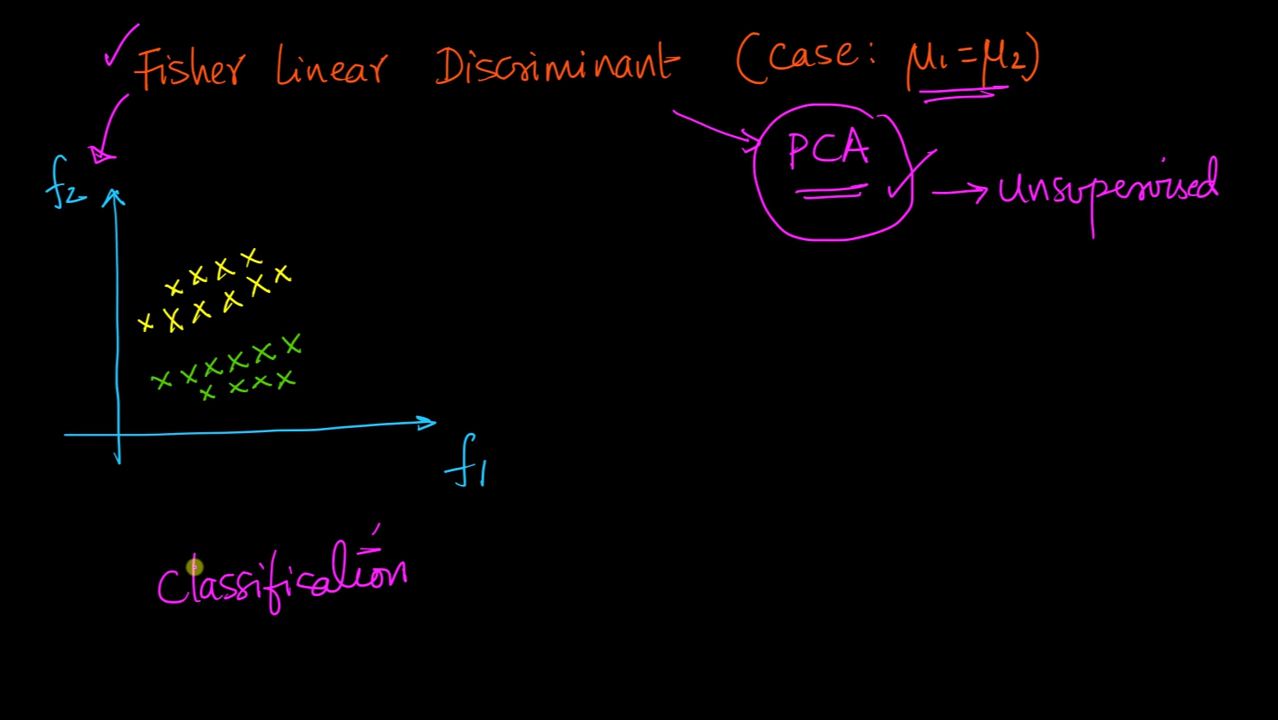 Fisher Linear Discriminant (Case: μ1=μ2)
PCA
→ Unsupervised
f2
f1
Classification